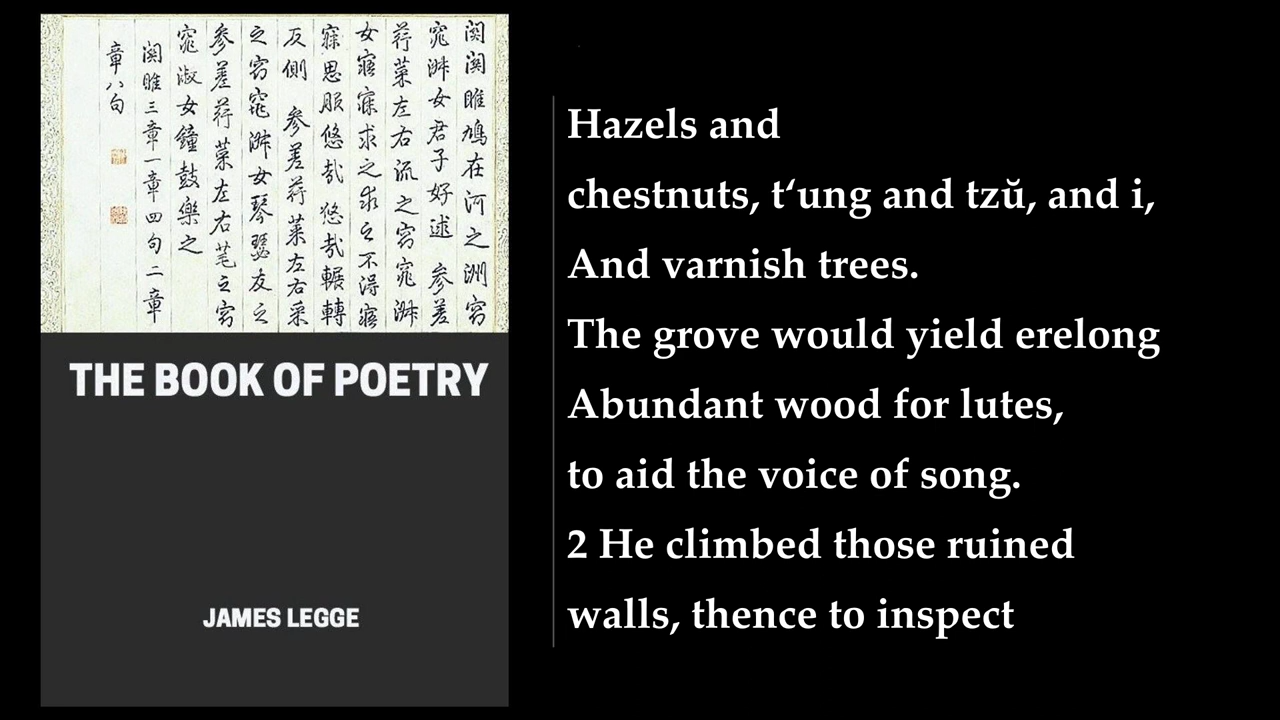 関関雎鳩在河之洲窈
窕淑女君子好逑 參差
荇菜左右流之窈窕淑
女寤寐求之求之不得寤
寐思服悠哉悠哉輾轉
反側 參差荇菜左右采
之窈窕淑女琴瑟友之
參差荇菜左右芼之窈
窕淑女鐘鼓樂之
関雎三章一章四句二章
章八句
THE BOOK OF POETRY
JAMES LEGGE
Hazels and
chestnuts, t‘ung and tzŭ, and i,
And varnish trees.
The grove would yield erelong
Abundant wood for lutes,
to aid the voice of song.
2 He climbed those ruined
walls, thence to inspect